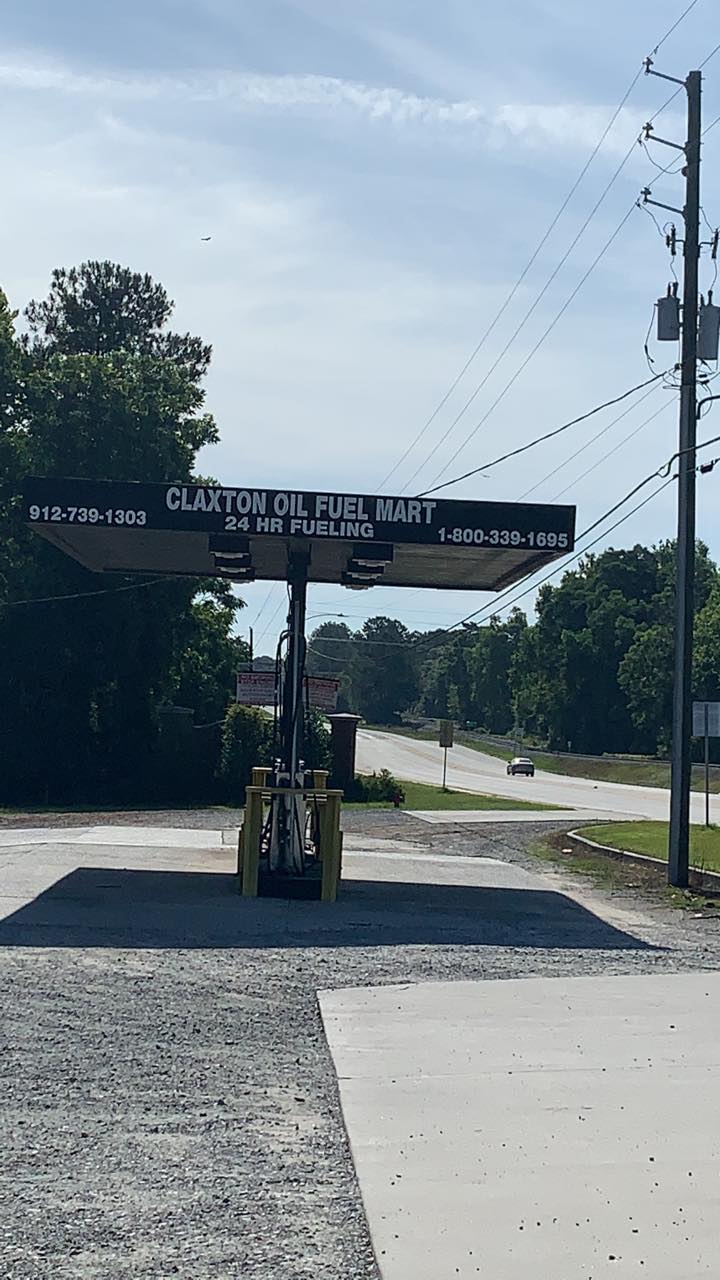 CLAXTON OIL FUEL MART
912-739-1303 24 HR FUELING 1-800-339-1695